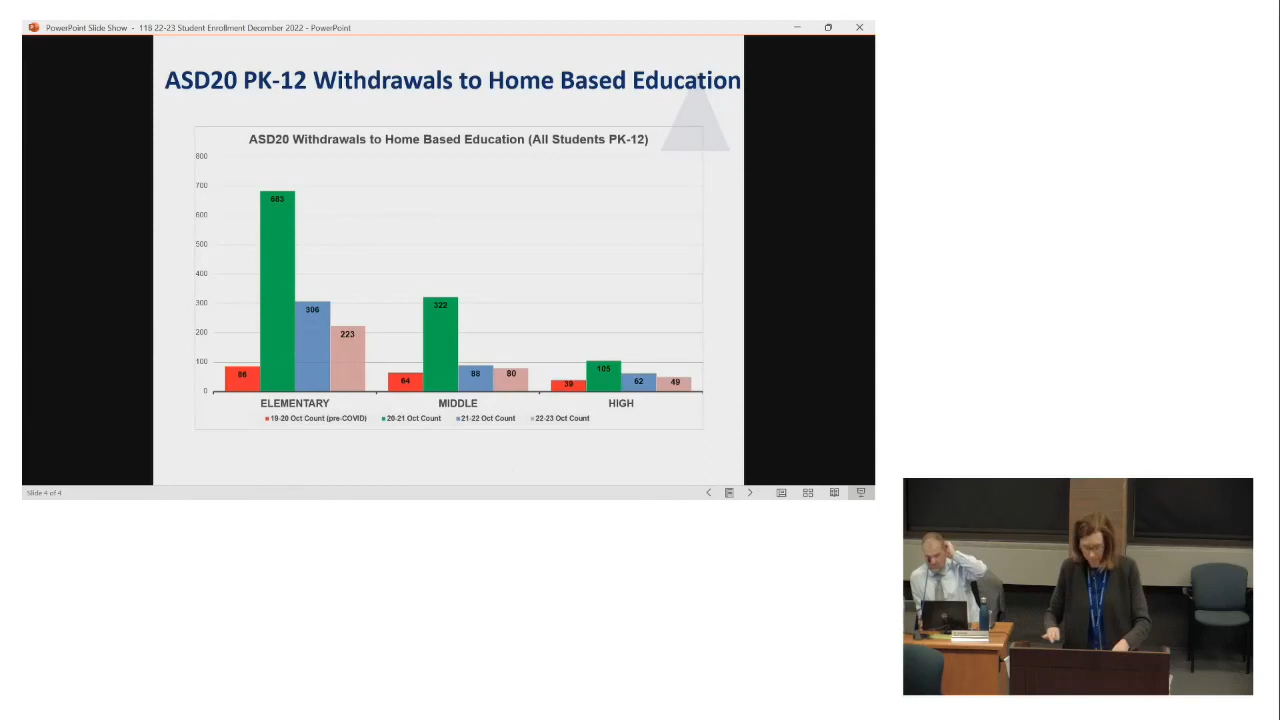 PowerPoint Slide Show - 118 22-23 Student Enrollment December 2022 - PowerPoint
ASD20 PK-12 Withdrawals to Home Based Education
ASD20 Withdrawals to Home Based Education (All Students PK-12)
800
700
600
500
400
300
200
100
0
86
683
306
223
64
322
88
80
39
105
62
49
ELEMENTARY
MIDDLE
HIGH
19-20 Oct Count (pre-COVID)
20-21 Oct Count
21-22 Oct Count
22-23 Oct Count
Slide 4 of 4